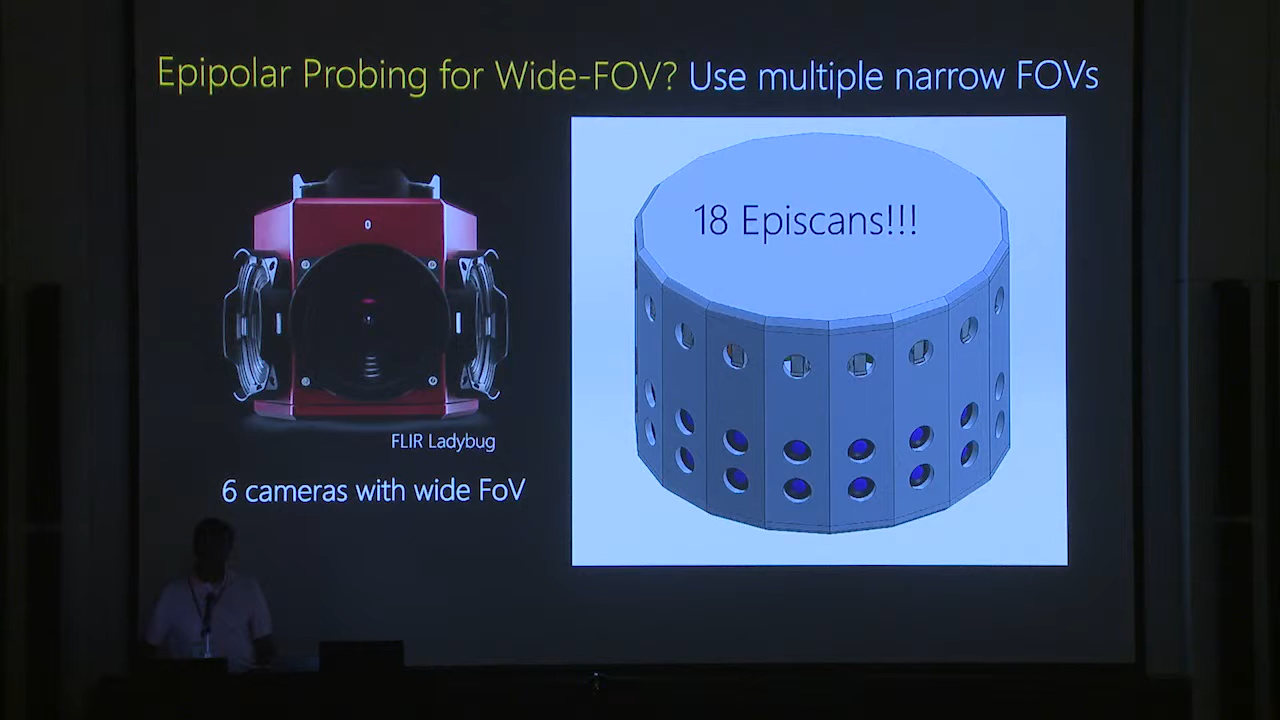 Epipolar Probing for Wide-FOV? Use multiple narrow FOVs
18 Episcans!!!
FLIR Ladybug
6 cameras with wide FoV